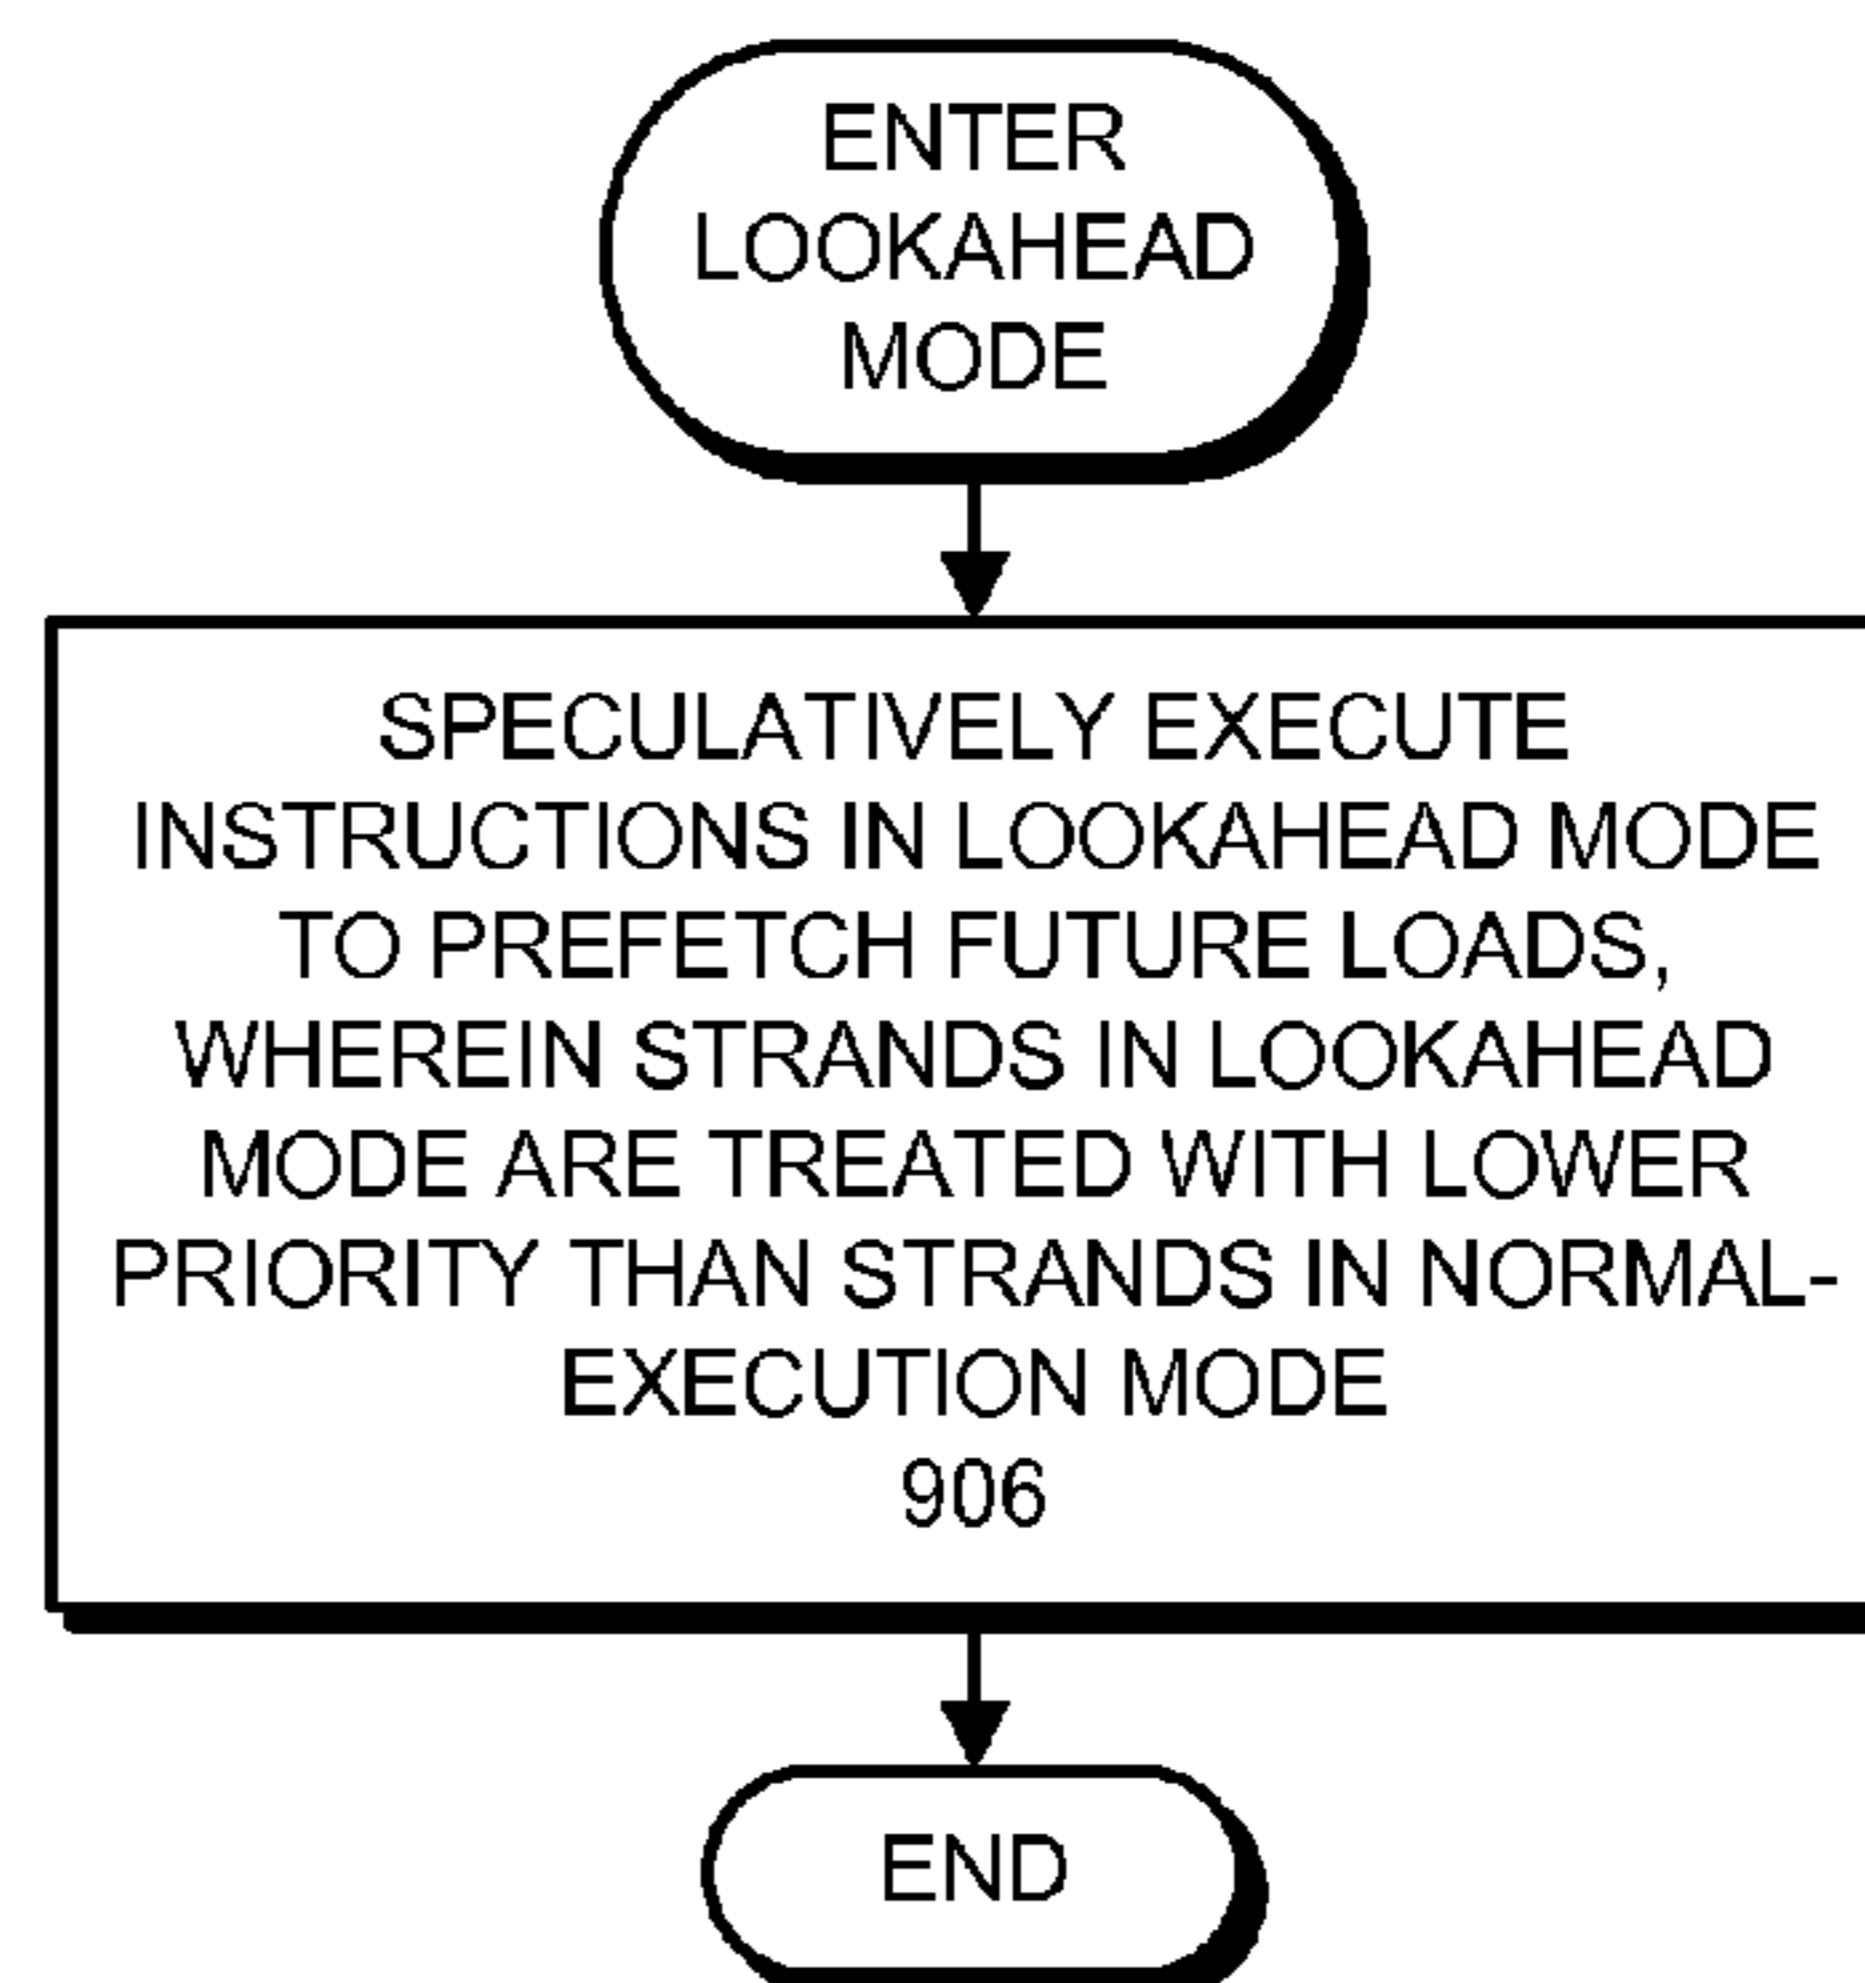 ENTER
LOOKAHEAD
MODE
SPECULATIVELY EXECUTE
INSTRUCTIONS IN LOOKAHEAD MODE
TO PREFETCH FUTURE LOADS,
WHEREIN STRANDS IN LOOKAHEAD
MODE ARE TREATED WITH LOWER
PRIORITY THAN STRANDS IN NORMAL-
EXECUTION MODE
906
END